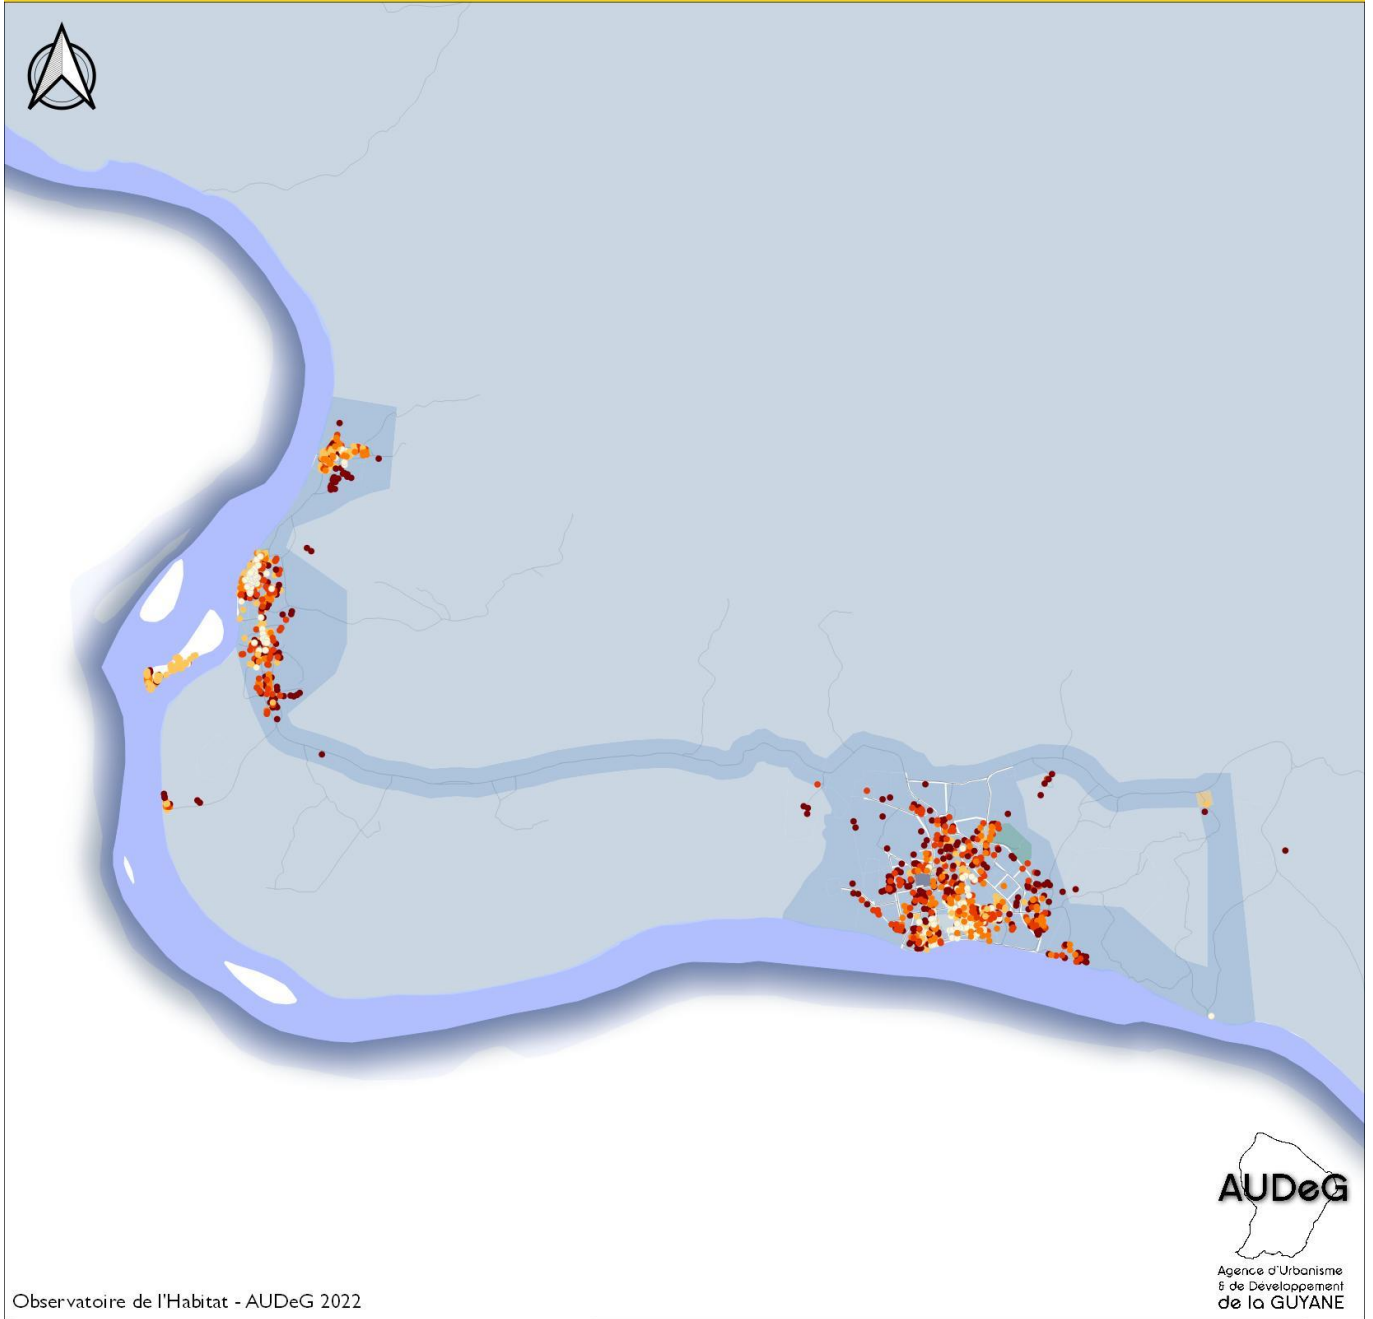 AUDeG
Agence d'Urbanisme
& de Développement
de la GUYANE
Observatoire de l'Habitat - AUDeG 2022